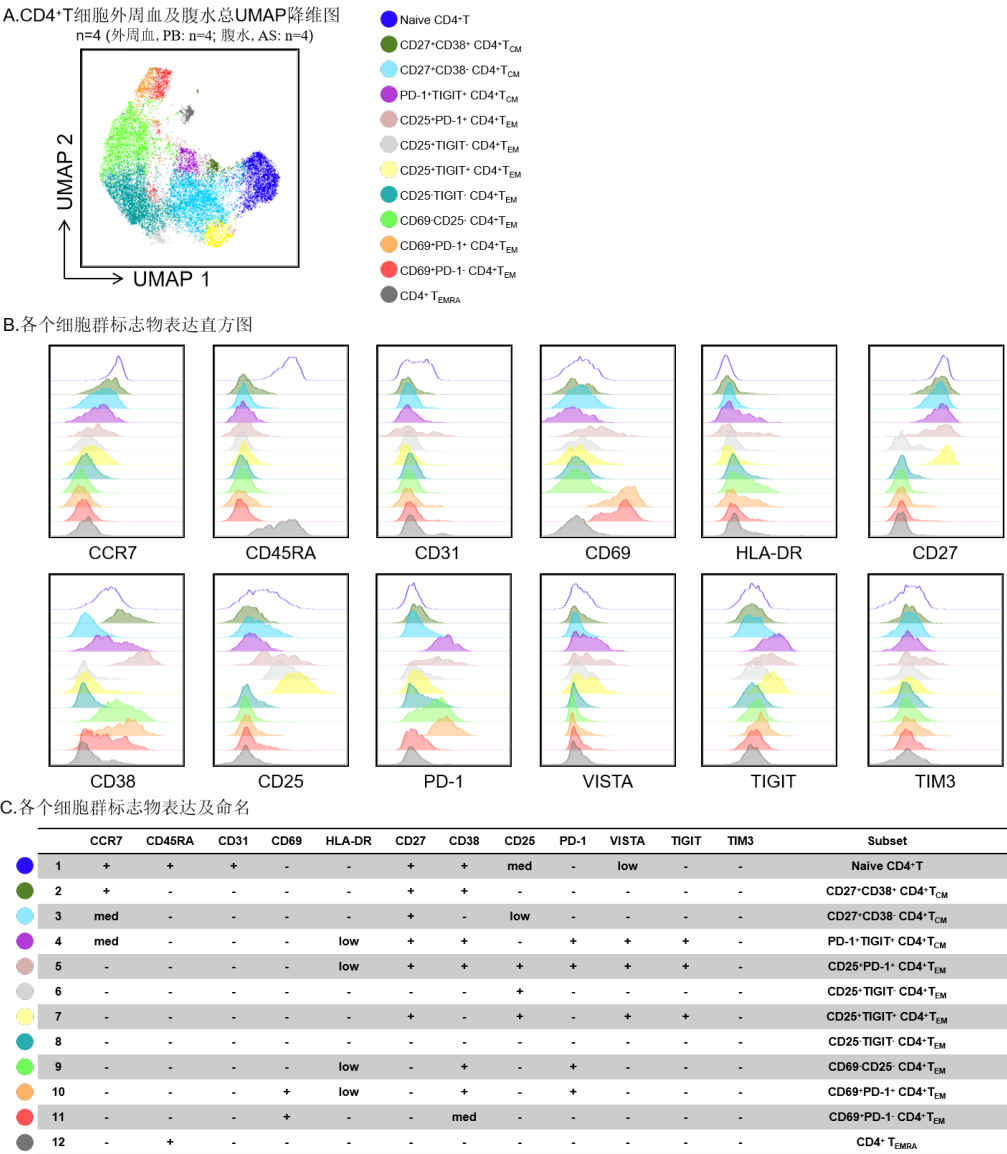 A.CD4⁺T细胞外周血及腹水总UMAP降维图
n=4 (外周血, PB: n=4; 腹水, AS: n=4)
UMAP 2
UMAP 1
Naive CD4⁺T
CD27⁺CD38⁺ CD4⁺T_CM
CD27⁺CD38⁻ CD4⁺T_CM
PD-1⁺TIGIT⁺ CD4⁺T_CM
CD25⁺PD-1⁺ CD4⁺T_EM
CD25⁺TIGIT⁻ CD4⁺T_EM
CD25⁺TIGIT⁺ CD4⁺T_EM
CD25⁻TIGIT⁻ CD4⁺T_EM
CD69⁻CD25⁻ CD4⁺T_EM
CD69⁺PD-1⁺ CD4⁺T_EM
CD69⁺PD-1⁻ CD4⁺T_EM
CD4⁺ T_EMRA
B.各个细胞群标志物表达直方图
CCR7 CD45RA CD31 CD69 HLA-DR CD27
CD38 CD25 PD-1 VISTA TIGIT TIM3
C.各个细胞群标志物表达及命名
CCR7 CD45RA CD31 CD69 HLA-DR CD27 CD38 CD25 PD-1 VISTA TIGIT TIM3 Subset
1 + + + - - + + med - low - - Naive CD4⁺T
2 + - - - - + + - - - - - CD27⁺CD38⁺ CD4⁺T_CM
3 med - - - - + - low - - - - CD27⁺CD38⁻ CD4⁺T_CM
4 med - - - low + + - + + + - PD-1⁺TIGIT⁺ CD4⁺T_CM
5 - - - - low + + + + + + - CD25⁺PD-1⁺ CD4⁺T_EM
6 - - - - - - - + - - - - CD25⁺TIGIT⁻ CD4⁺T_EM
7 - - - - - + - + - + + - CD25⁺TIGIT⁺ CD4⁺T_EM
8 - - - - - - - - - - - - CD25⁻TIGIT⁻ CD4⁺T_EM
9 - - - - low - + - + - - - CD69⁻CD25⁻ CD4⁺T_EM
10 - - - + low - + - + - - - CD69⁺PD-1⁺ CD4⁺T_EM
11 - - - + - - med - - - - - CD69⁺PD-1⁻ CD4⁺T_EM
12 - + - - - - - - - - - - CD4⁺ T_EMRA